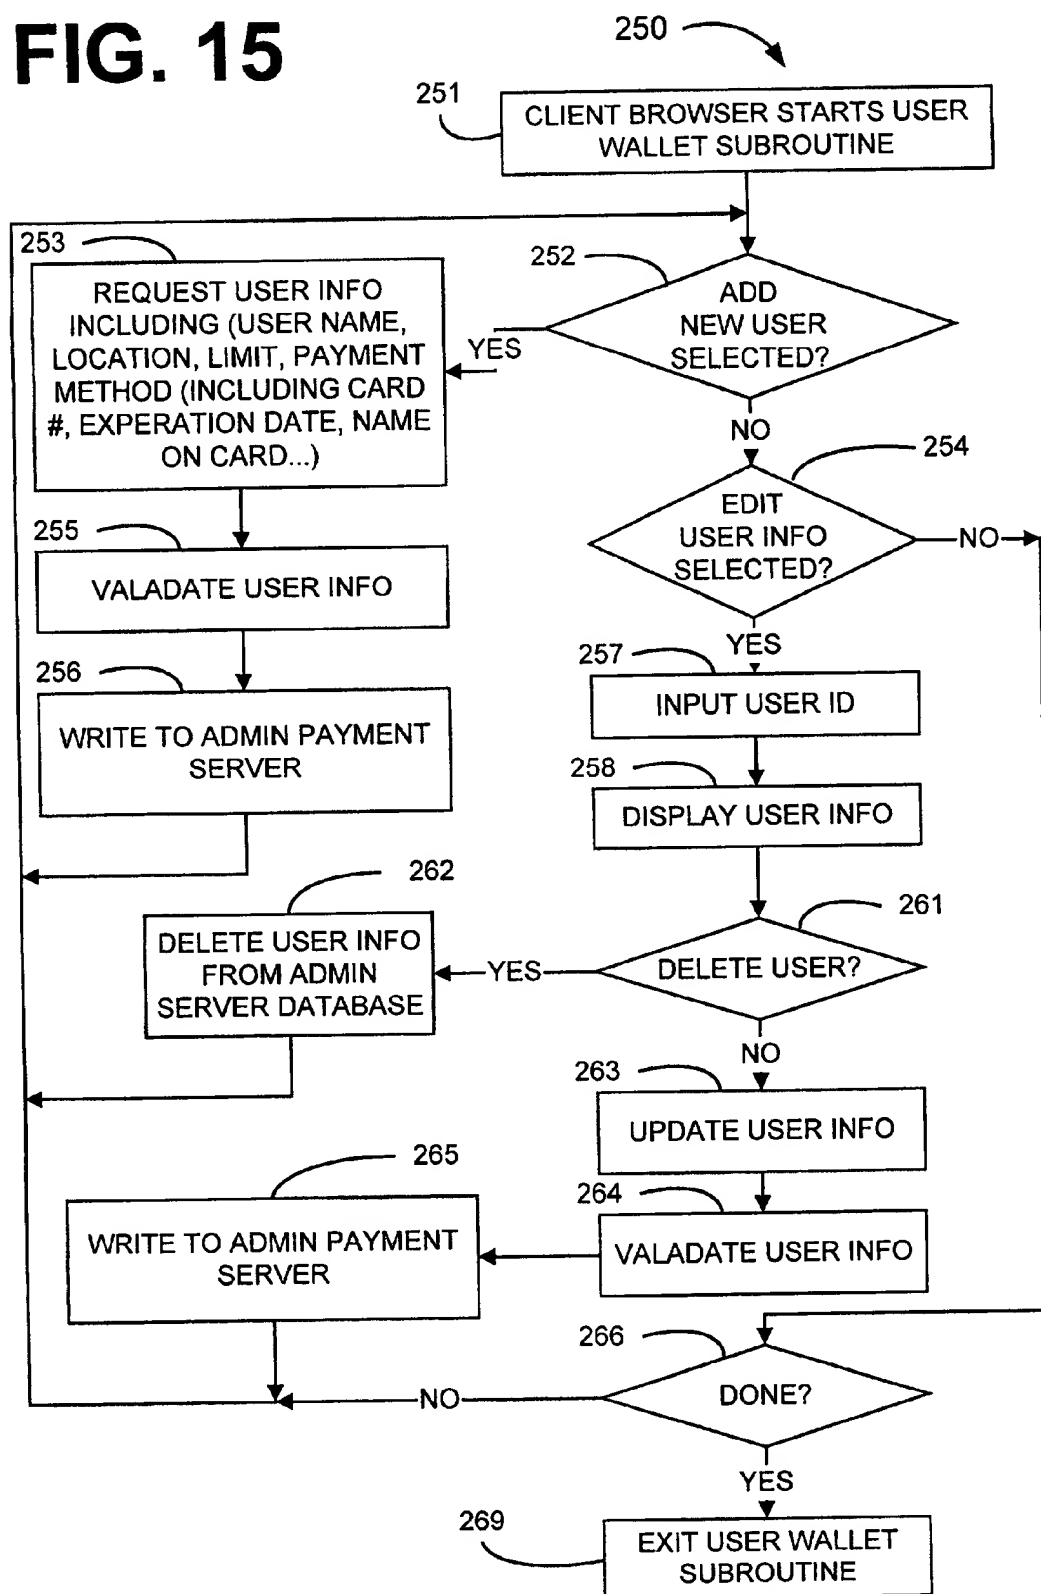 FIG. 15
250
251
CLIENT BROWSER STARTS USER
WALLET SUBROUTINE
253
REQUEST USER INFO
INCLUDING (USER NAME,
LOCATION, LIMIT, PAYMENT
METHOD (INCLUDING CARD
#, EXPERATION DATE, NAME
ON CARD...)
252
ADD
NEW USER
SELECTED?
YES
NO
254
EDIT
USER INFO
SELECTED?
NO
YES
255
VALADATE USER INFO
256
WRITE TO ADMIN PAYMENT
SERVER
257
INPUT USER ID
258
DISPLAY USER INFO
261
DELETE USER?
YES
262
DELETE USER INFO
FROM ADMIN
SERVER DATABASE
NO
263
UPDATE USER INFO
264
VALADATE USER INFO
265
WRITE TO ADMIN PAYMENT
SERVER
266
DONE?
NO
YES
269
EXIT USER WALLET
SUBROUTINE